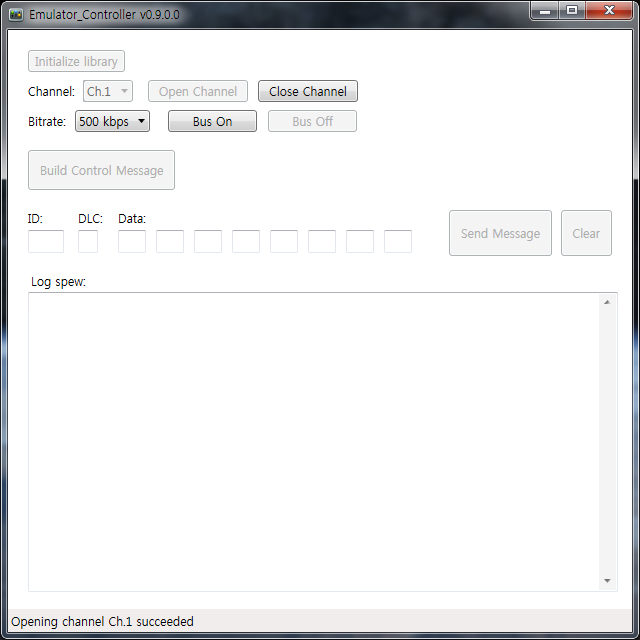 Emulator_Controller v0.9.0.0
Initialize library
Channel: Ch.1 Open Channel Close Channel
Bitrate: 500 kbps Bus On Bus Off
Build Control Message
ID: DLC: Data:
Send Message Clear
Log spew:
Opening channel Ch.1 succeeded